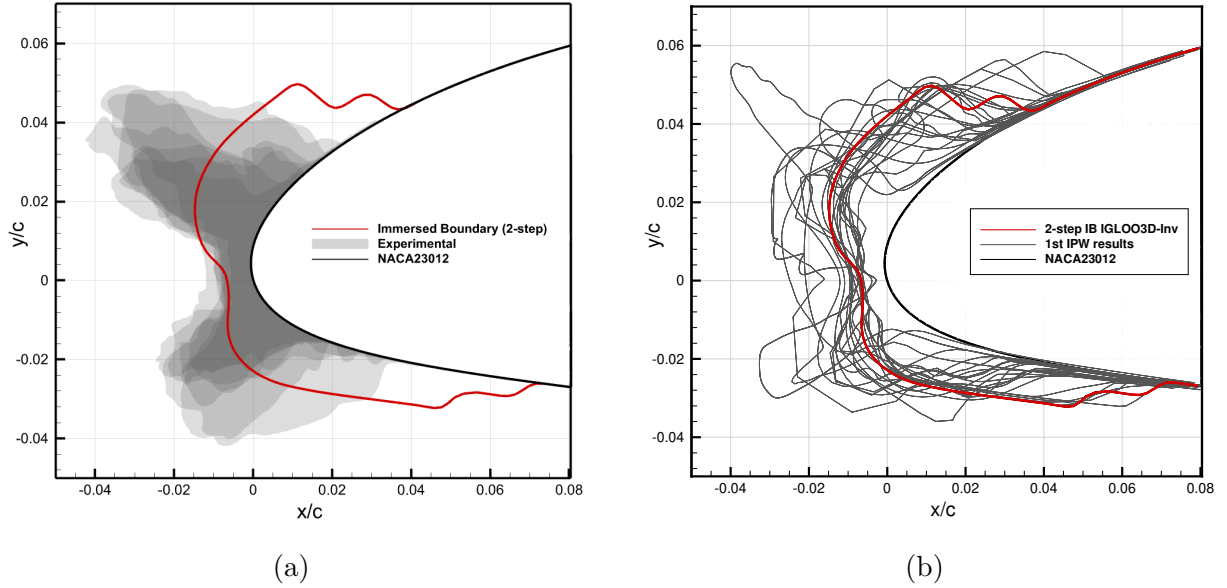 0.06
0.04
0.02
0
-0.02
-0.04
y/c
-0.04 -0.02 0 0.02 0.04 0.06 0.08
x/c
Immersed Boundary (2-step)
Experimental
NACA23012
(a)
0.06
0.04
0.02
0
-0.02
-0.04
y/c
-0.04 -0.02 0 0.02 0.04 0.06 0.08
x/c
2-step IB IGLOO3D-Inv
1st IPW results
NACA23012
(b)